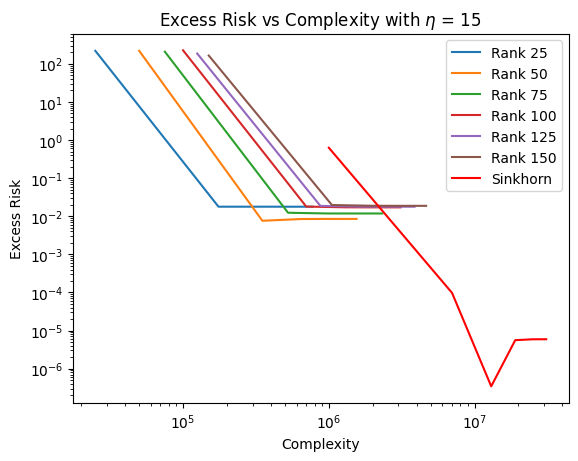 Excess Risk vs Complexity with η = 15
Excess Risk
10²
10¹
10⁰
10⁻¹
10⁻²
10⁻³
10⁻⁴
10⁻⁵
10⁻⁶
Rank 25
Rank 50
Rank 75
Rank 100
Rank 125
Rank 150
Sinkhorn
10⁵
10⁶
10⁷
Complexity